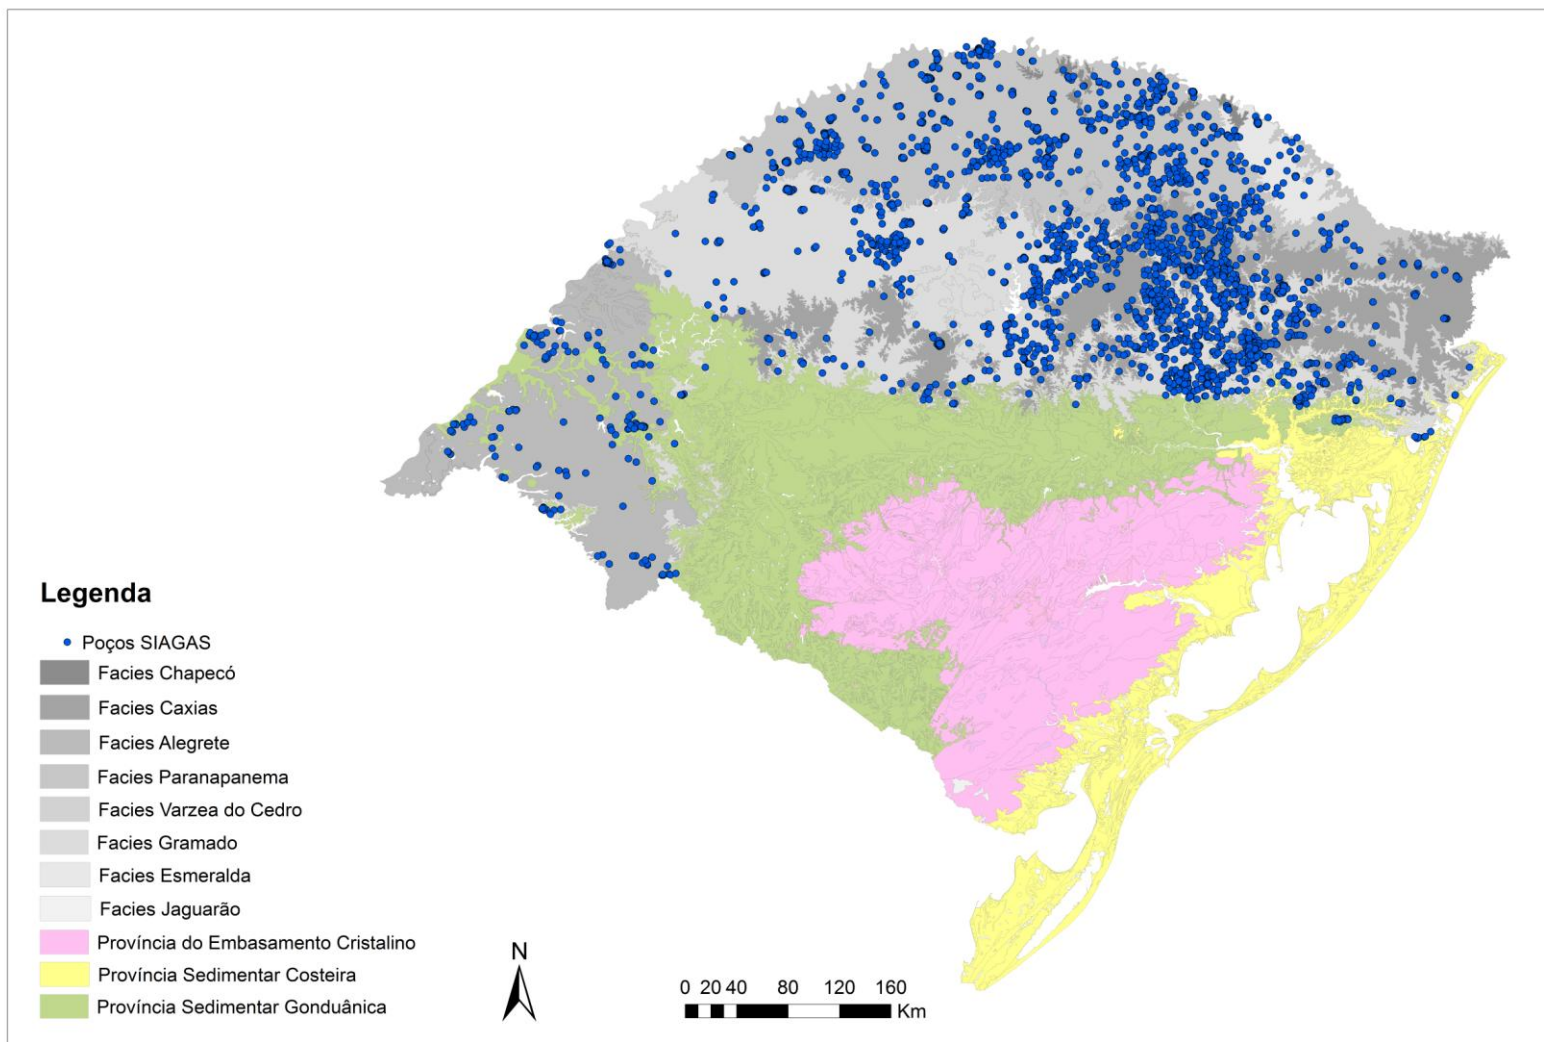 Legenda
Poços SIAGAS
Facies Chapecó
Facies Caxias
Facies Alegrete
Facies Paranapanema
Facies Varzea do Cedro
Facies Gramado
Facies Esmeralda
Facies Jaguarão
Província do Embasamento Cristalino
Província Sedimentar Costeira
Província Sedimentar Gonduânica
N
0 20 40 80 120 160
Km